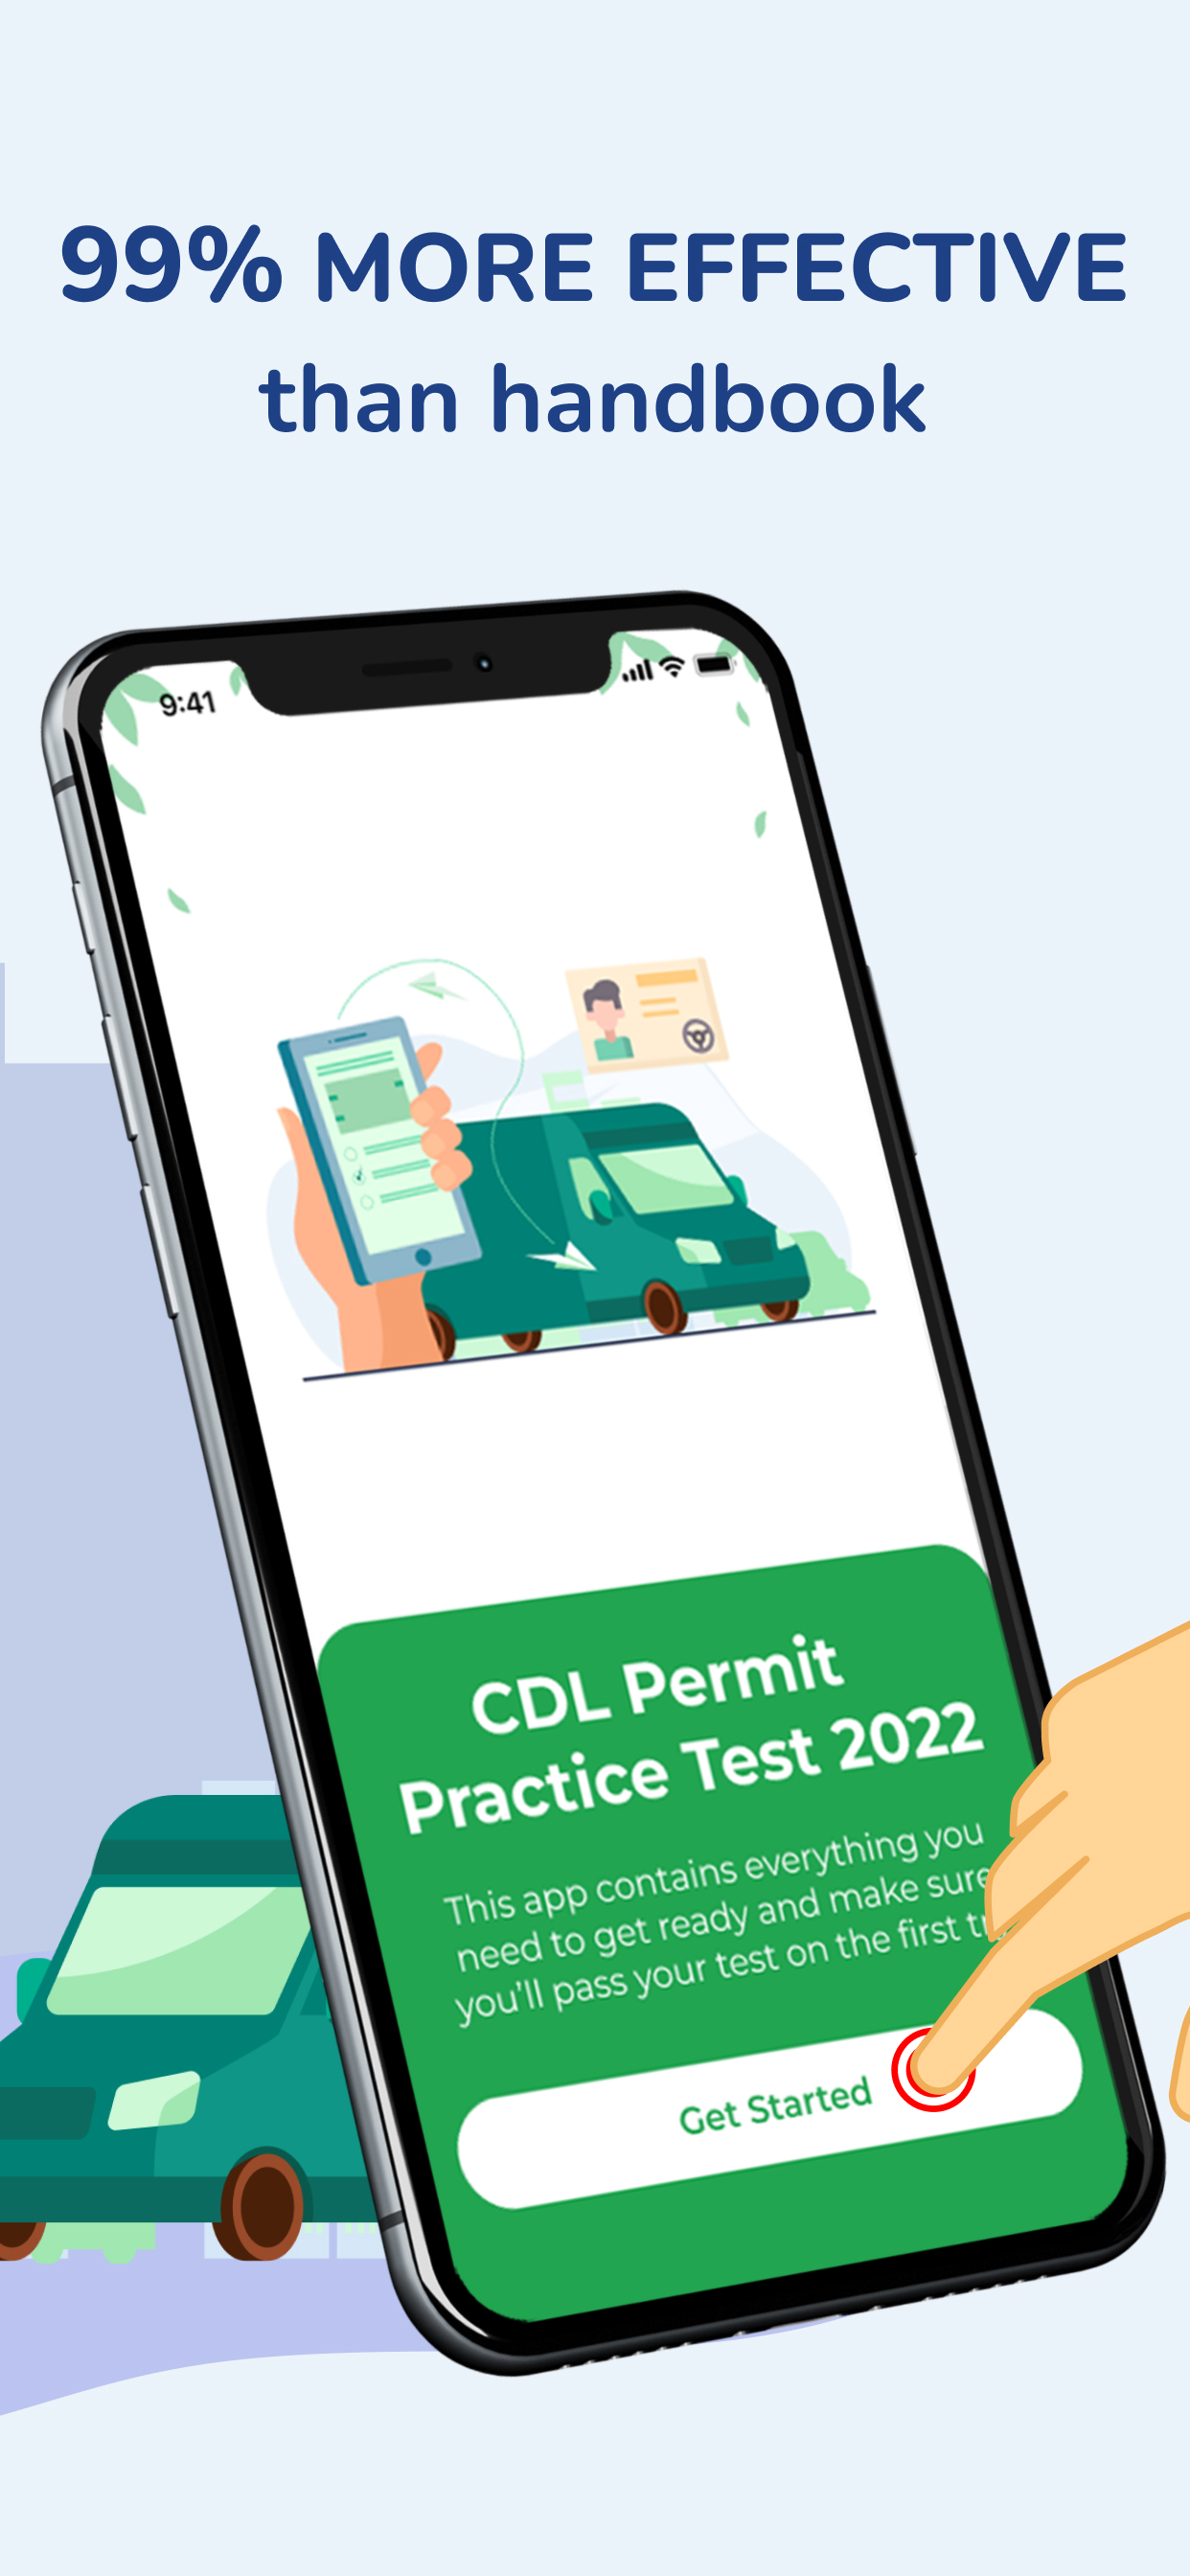 99% MORE EFFECTIVE
than handbook
9:41
CDL Permit
Practice Test 2022
This app contains everything you
need to get ready and make sure
you'll pass your test on the first
Get Started